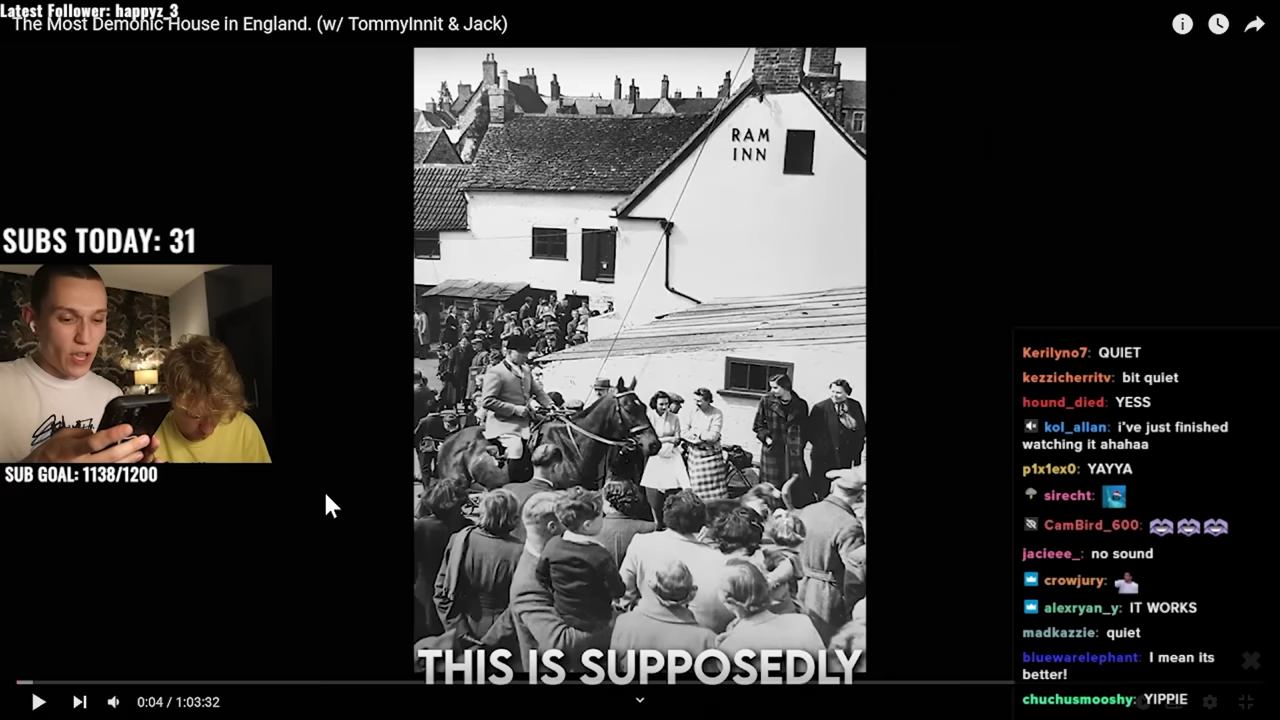 Latest Follower: happyz_3
The Most Demonic House in England. (w/ TommyInnit & Jack)
RAM
INN
SUBS TODAY: 31
SUB GOAL: 1138/1200
Kerilyno7: QUIET
kezzicherritv: bit quiet
hound_died: YESS
kol_allan: i've just finished
watching it ahahaa
p1x1ex0: YAYYA
sirecht:
CamBird_600:
jacieee_: no sound
crowjury:
alexryan_y: IT WORKS
madkazzie: quiet
bluewarelephant: I mean its
better!
chuchusmooshy: YIPPIE
THIS IS SUPPOSEDLY
0:04 / 1:03:32